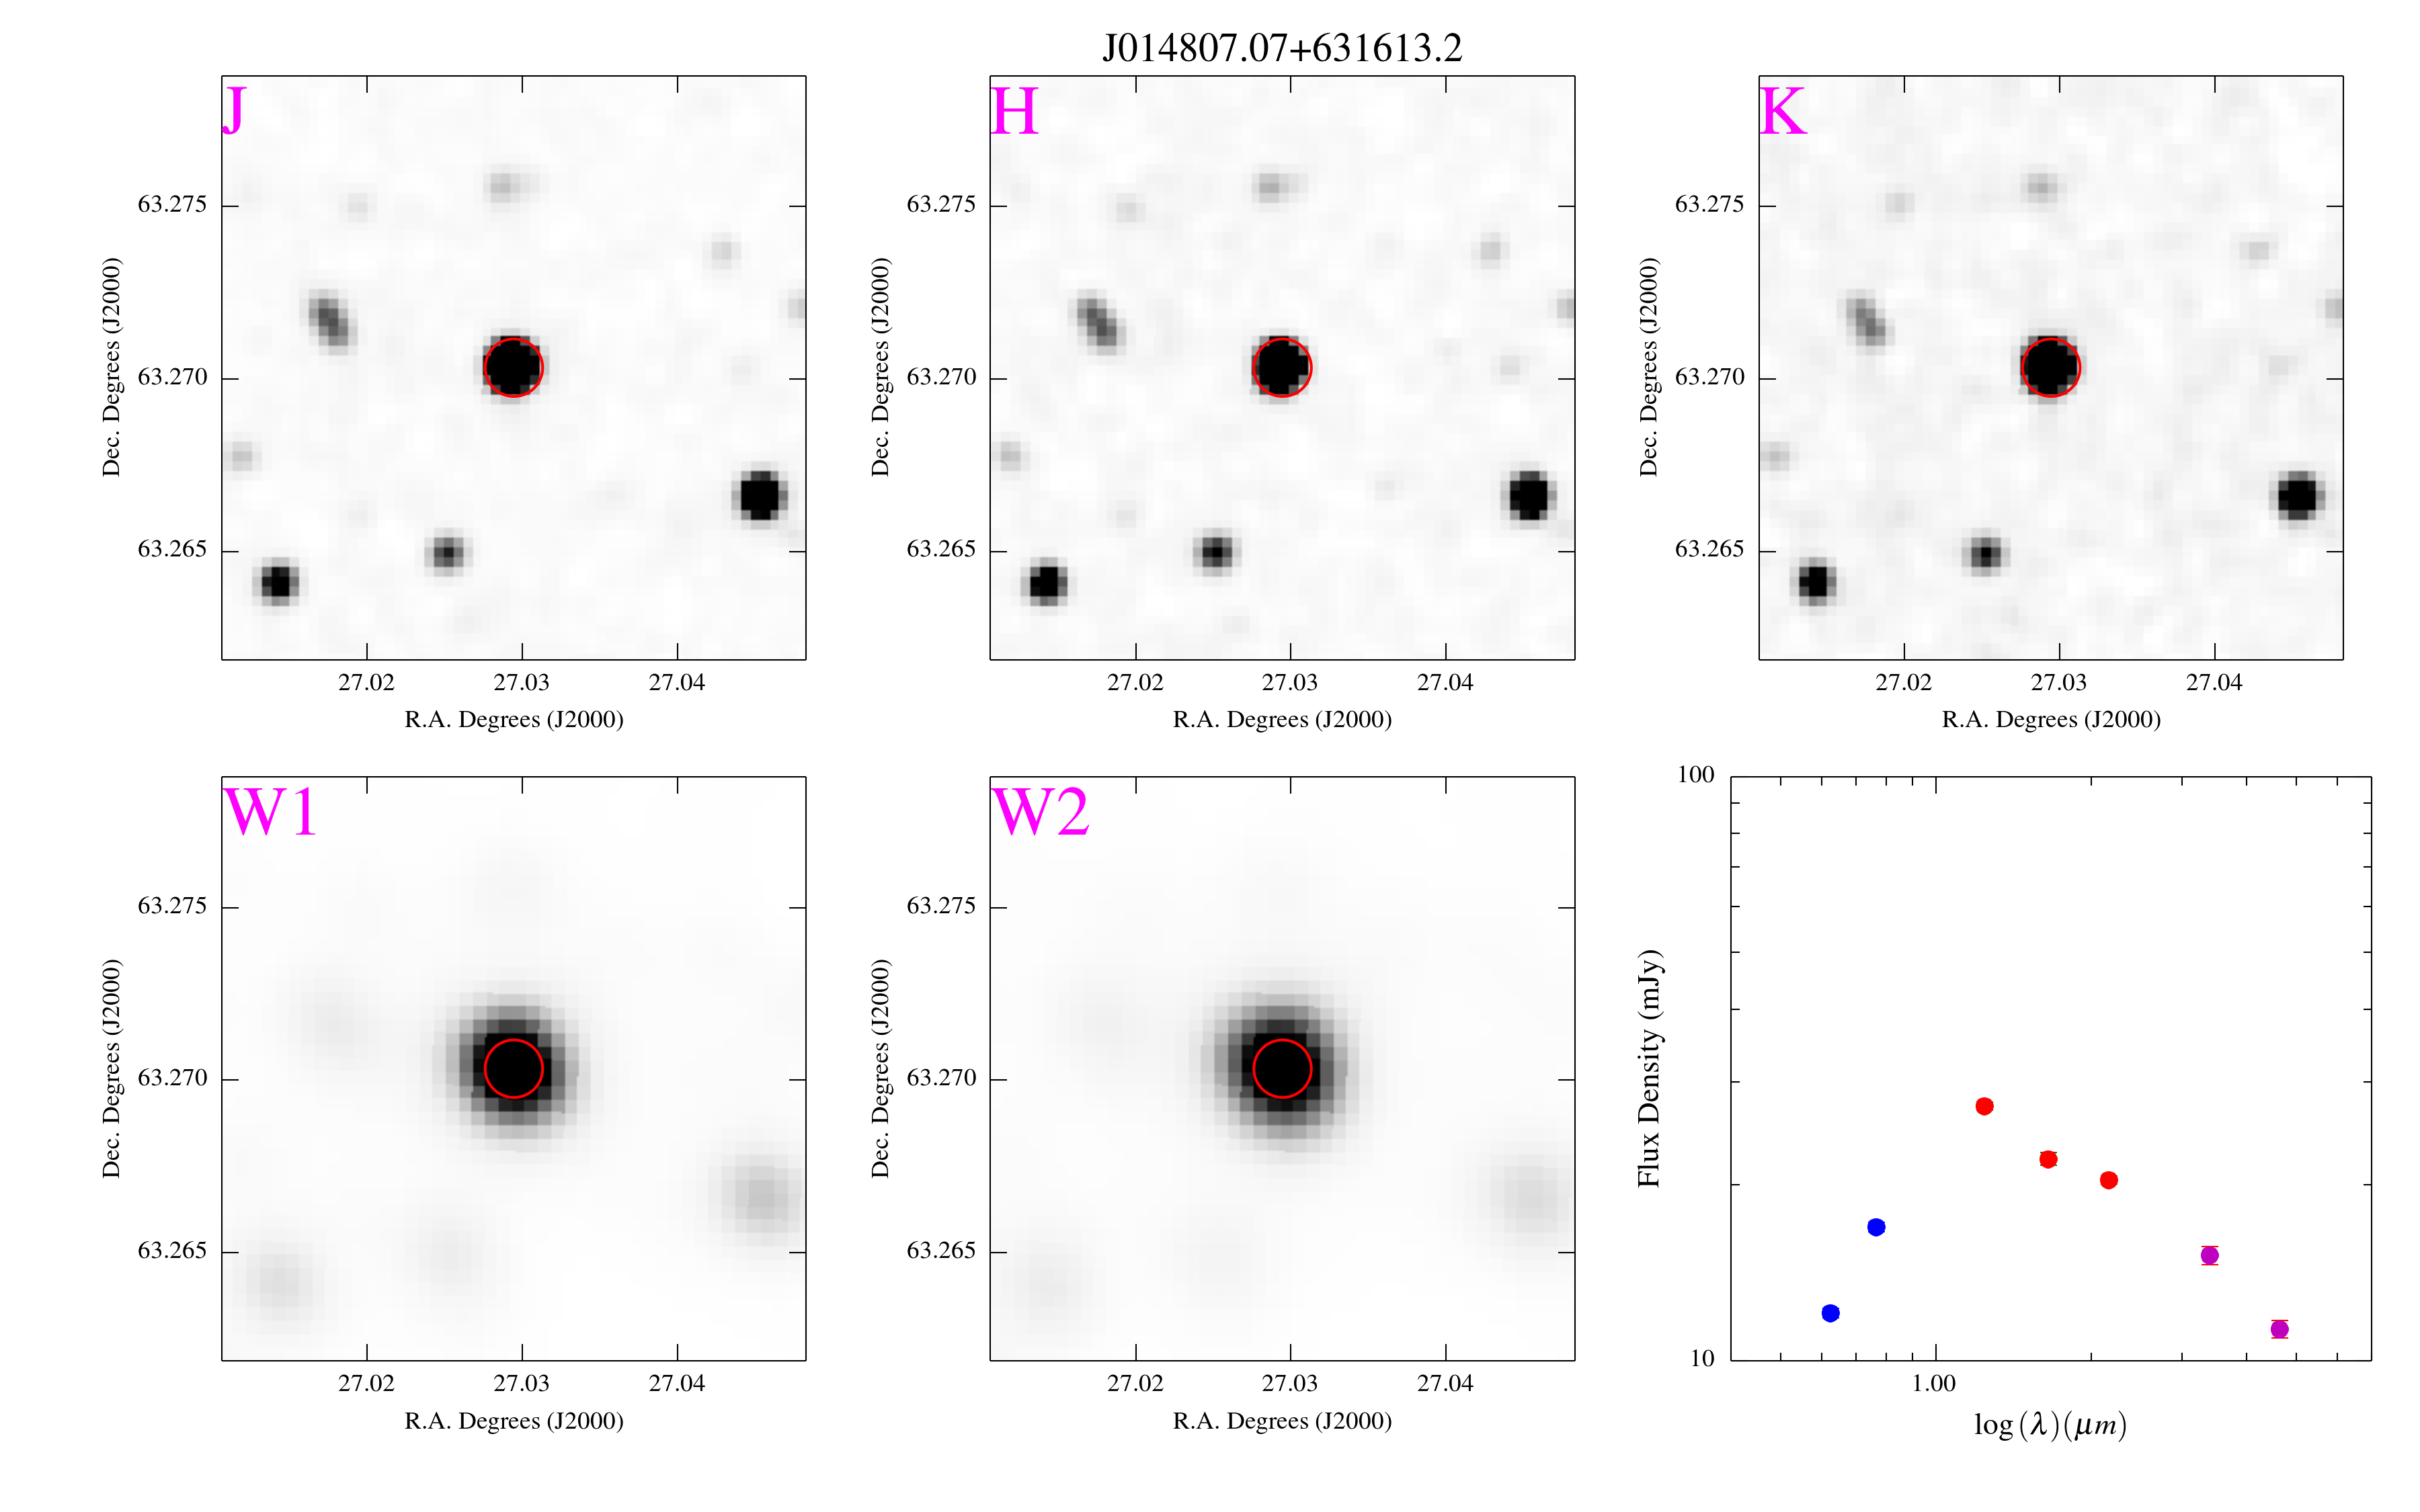 J014807.07+631613.2
J
63.275
63.270
63.265
Dec. Degrees (J2000)
27.02 27.03 27.04
R.A. Degrees (J2000)
H
63.275
63.270
63.265
Dec. Degrees (J2000)
27.02 27.03 27.04
R.A. Degrees (J2000)
K
63.275
63.270
63.265
Dec. Degrees (J2000)
27.02 27.03 27.04
R.A. Degrees (J2000)
W1
63.275
63.270
63.265
Dec. Degrees (J2000)
27.02 27.03 27.04
R.A. Degrees (J2000)
W2
63.275
63.270
63.265
Dec. Degrees (J2000)
27.02 27.03 27.04
R.A. Degrees (J2000)
100
10
Flux Density (mJy)
1.00
log (λ)(μm)